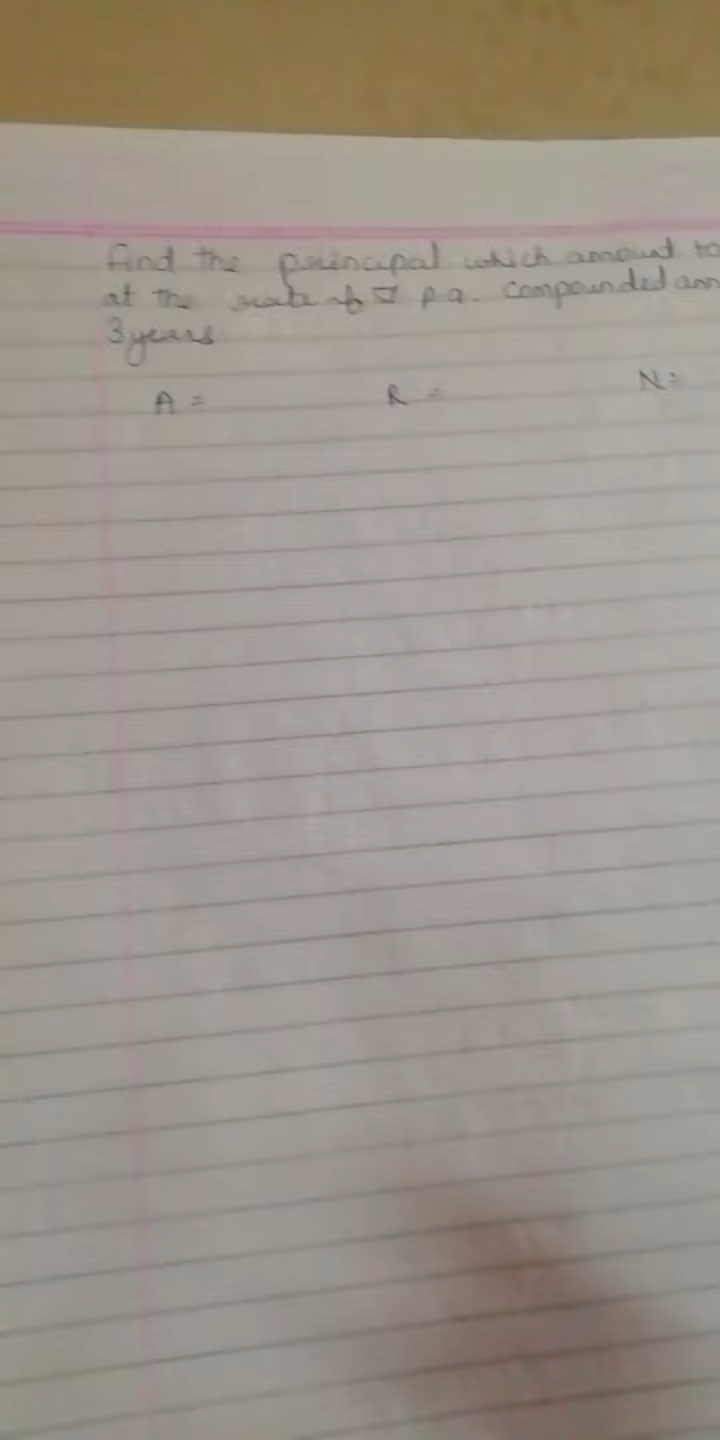 find the principal which amount to
at the rate of p.a. compounded ann
3 years
A = R = N=